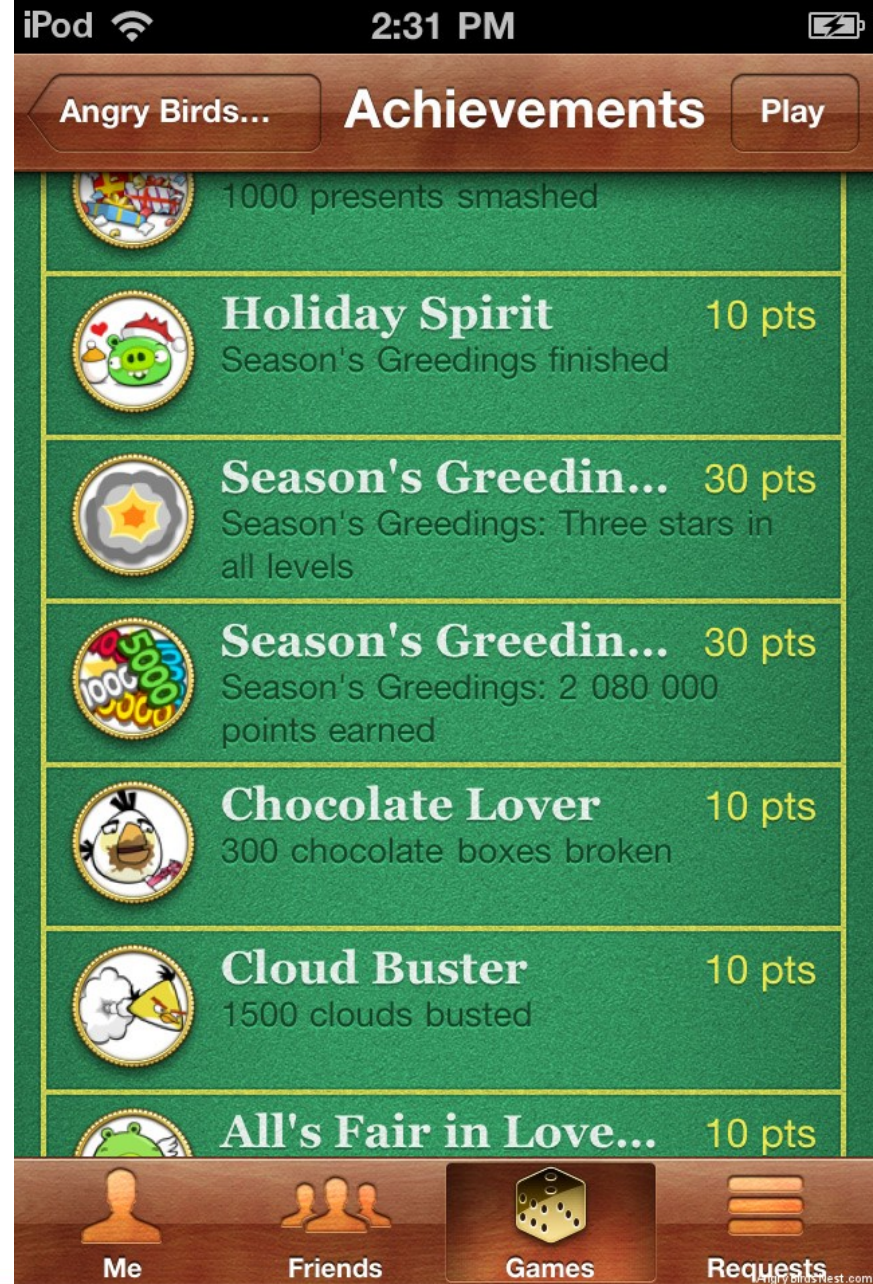 iPod 2:31 PM
Angry Birds... Achievements Play
1000 presents smashed
Holiday Spirit 10 pts
Season's Greedings finished
Season's Greedin... 30 pts
Season's Greedings: Three stars in
all levels
Season's Greedin... 30 pts
Season's Greedings: 2 080 000
points earned
5000
1000
Chocolate Lover 10 pts
300 chocolate boxes broken
Cloud Buster 10 pts
1500 clouds busted
All's Fair in Love... 10 pts
Me Friends Games Requests
AngryBirdsNest.com